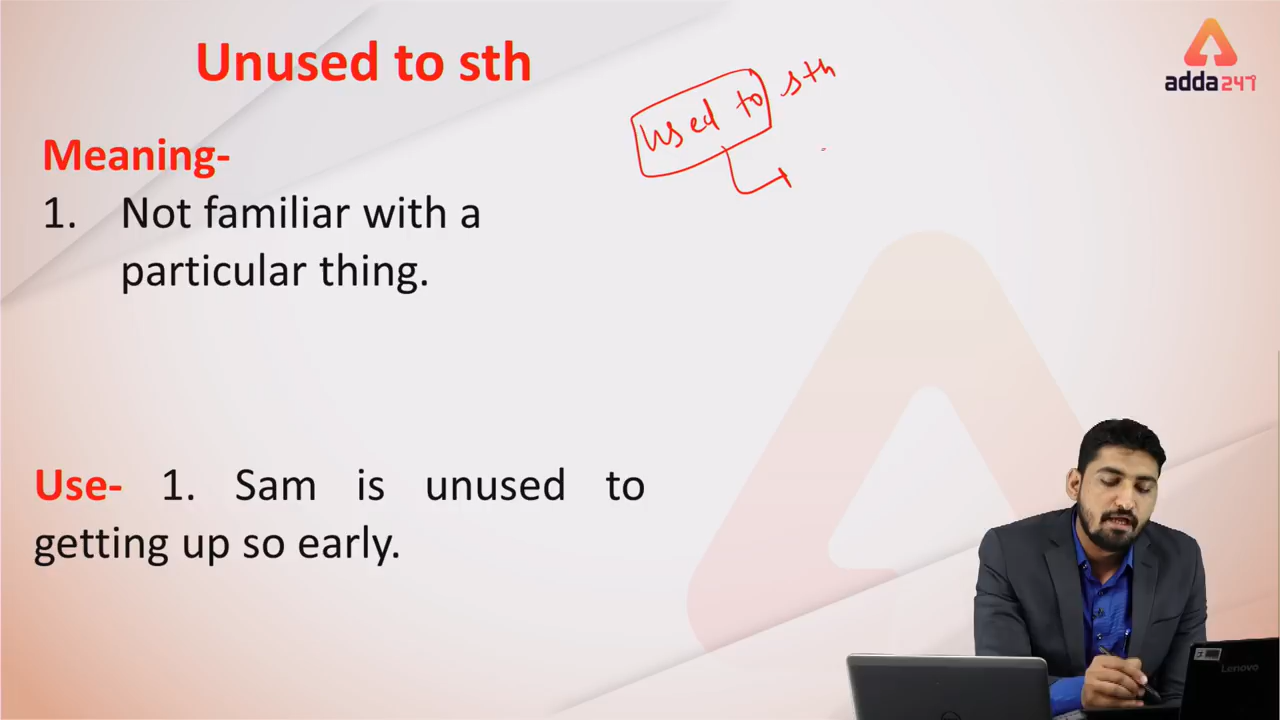 Unused to sth
used to sth
adda247
Meaning-
1. Not familiar with a
particular thing.
Use- 1. Sam is unused to
getting up so early.
Lenovo